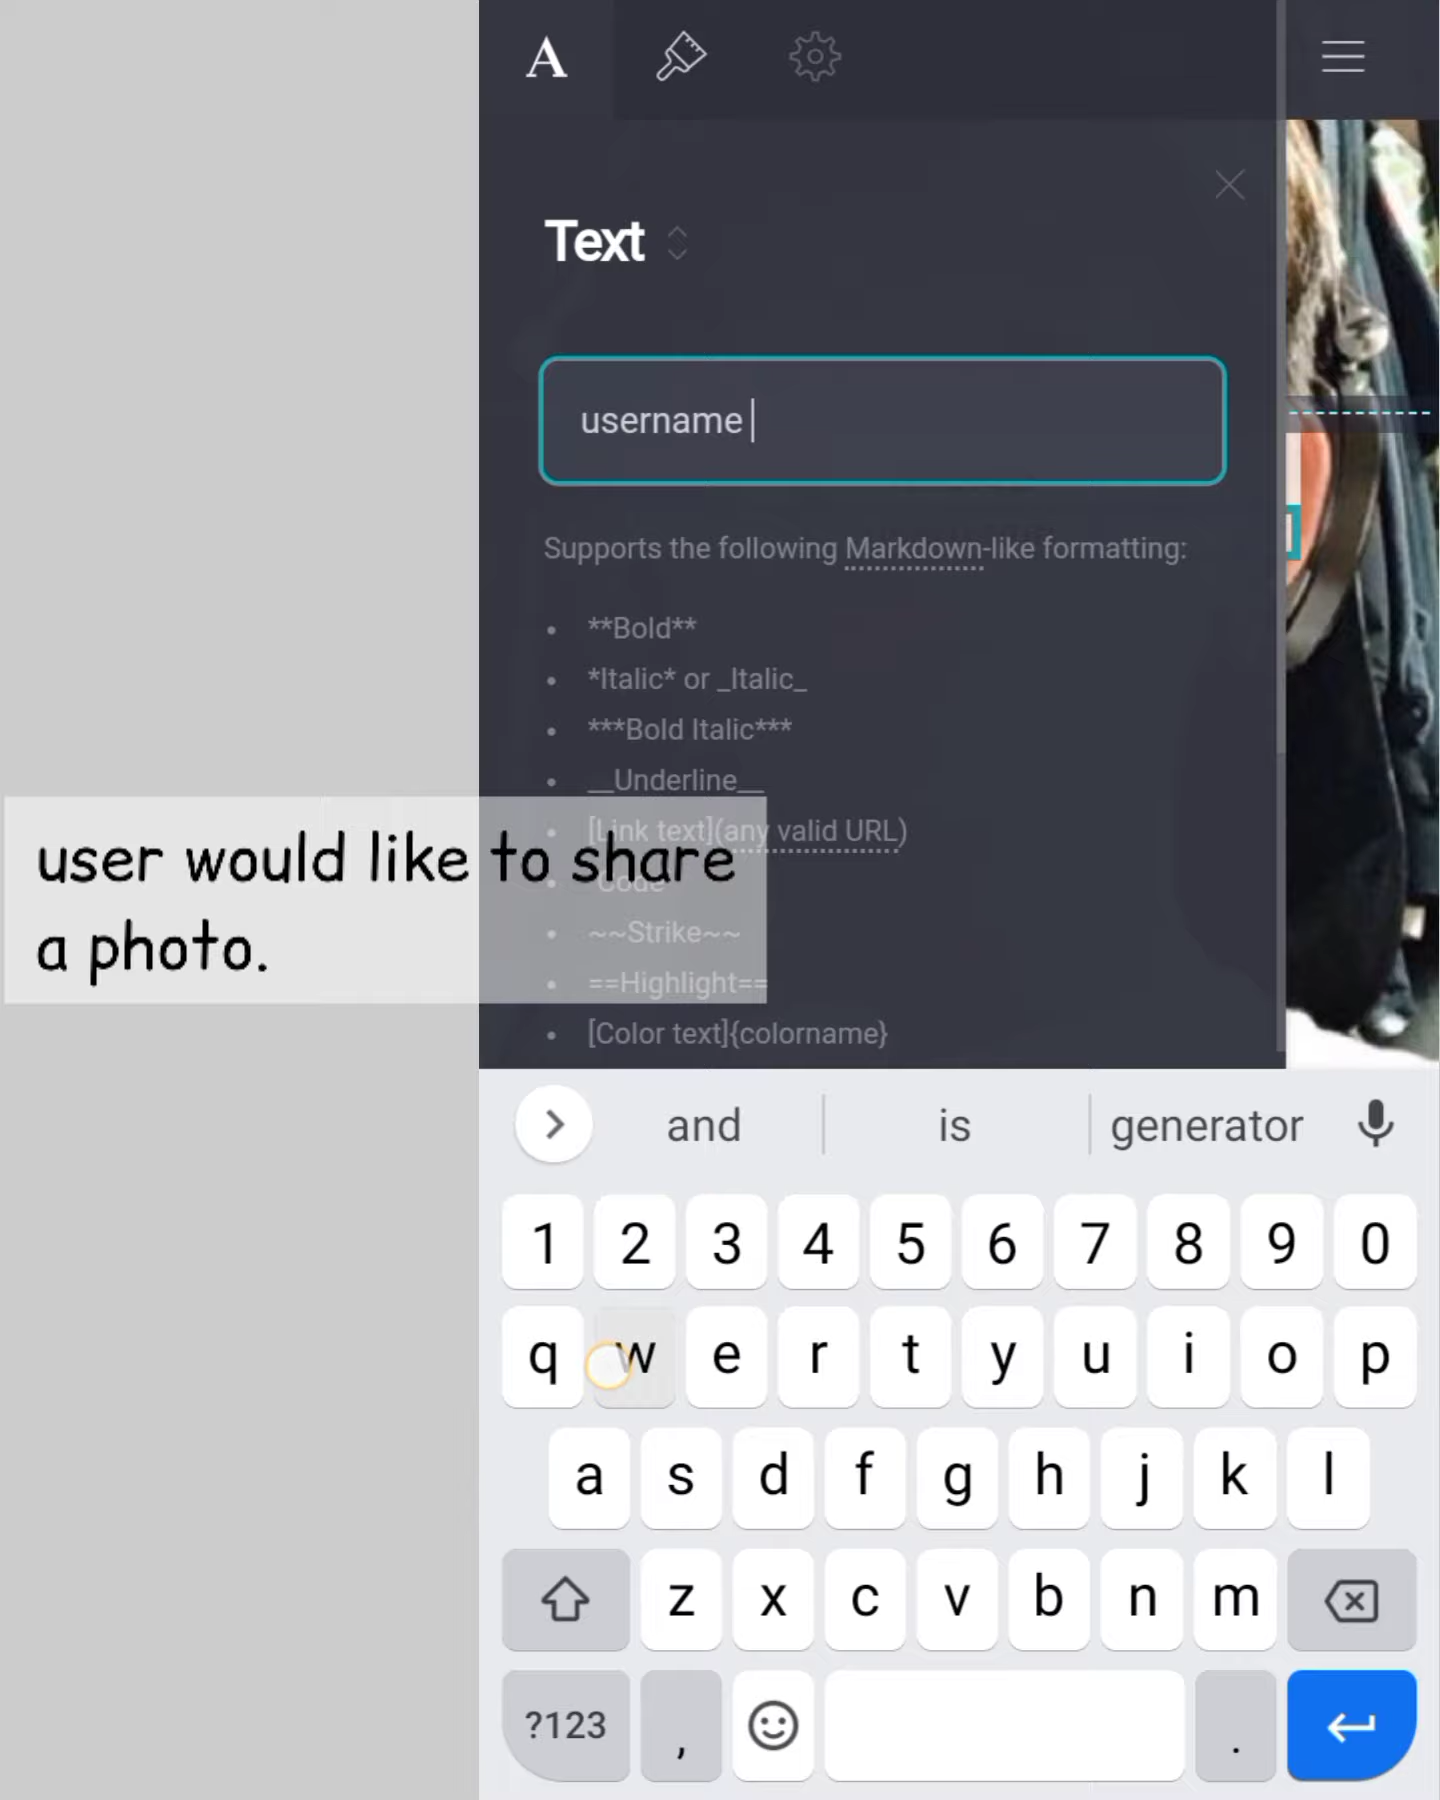 A
Text
username
Supports the following Markdown-like formatting:
• **Bold**
• *Italic* or _Italic_
• ***Bold Italic***
• __Underline__
• [Link text](any valid URL)
• `Code`
• ~~Strike~~
• ==Highlight==
• [Color text]{colorname}
user would like to share
a photo.
and is generator
1 2 3 4 5 6 7 8 9 0
q w e r t y u i o p
a s d f g h j k l
z x c v b n m
?123 , .